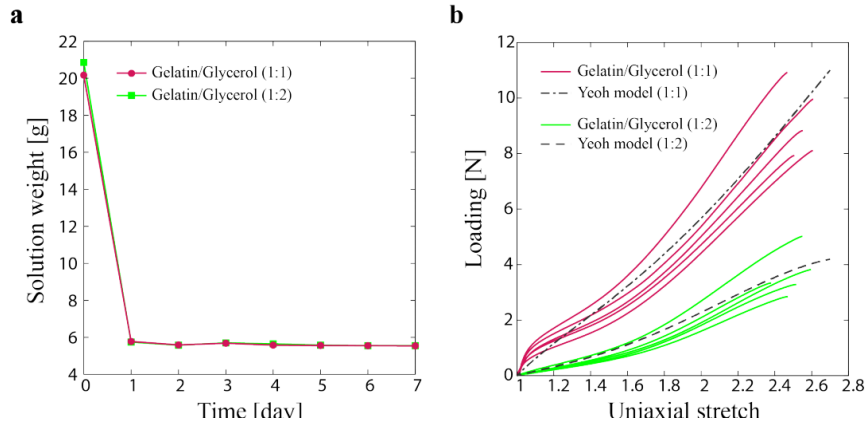 a
22
20
18
16
14
12
10
8
6
4
Solution weight [g]
Gelatin/Glycerol (1:1)
Gelatin/Glycerol (1:2)
0 1 2 3 4 5 6 7
Time [day]
b
12
10
8
6
4
2
0
Loading [N]
Gelatin/Glycerol (1:1)
Yeoh model (1:1)
Gelatin/Glycerol (1:2)
Yeoh model (1:2)
1 1.2 1.4 1.6 1.8 2 2.2 2.4 2.6 2.8
Uniaxial stretch